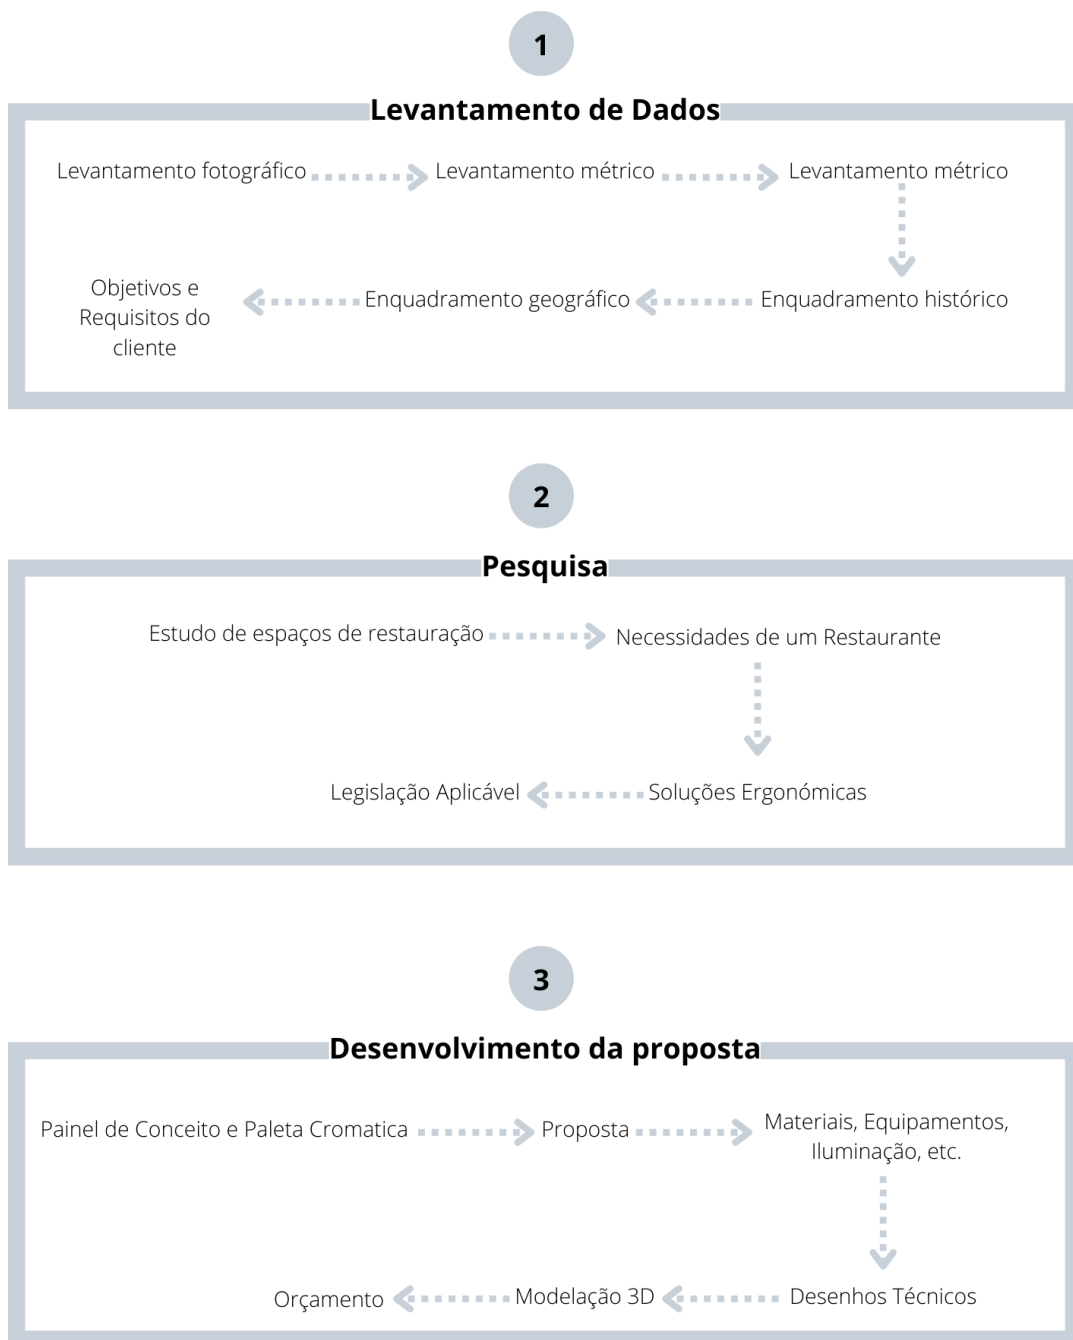 1
Levantamento de Dados
Levantamento fotográfico
Levantamento métrico
Levantamento métrico
Enquadramento histórico
Enquadramento geográfico
Objetivos e
Requisitos do
cliente
2
Pesquisa
Estudo de espaços de restauração
Necessidades de um Restaurante
Soluções Ergonómicas
Legislação Aplicável
3
Desenvolvimento da proposta
Painel de Conceito e Paleta Cromatica
Proposta
Materiais, Equipamentos,
Iluminação, etc.
Desenhos Técnicos
Modelação 3D
Orçamento